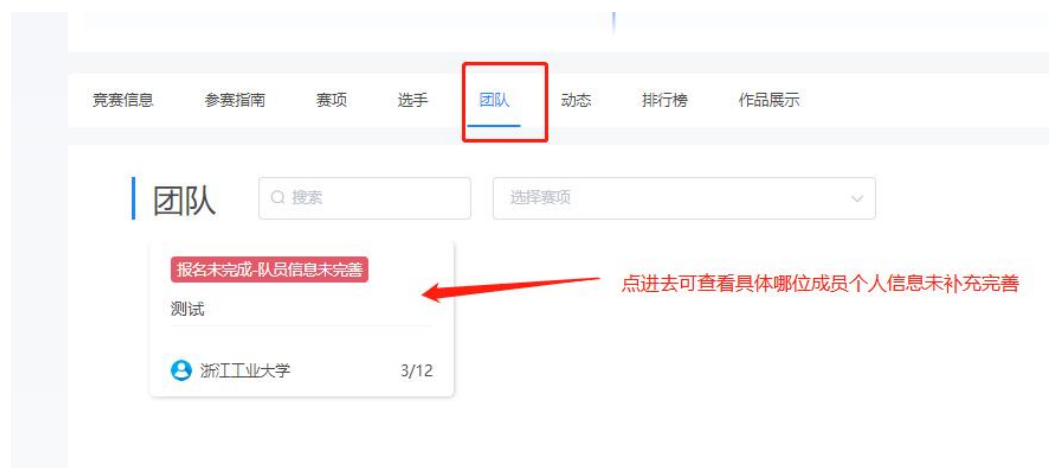 竞赛信息 参赛指南 赛项 选手 团队 动态 排行榜 作品展示
团队 搜索 选择赛项
报名未完成-队员信息未完善
点进去可查看具体哪位成员个人信息未补充完善
测试
浙江工业大学 3/12